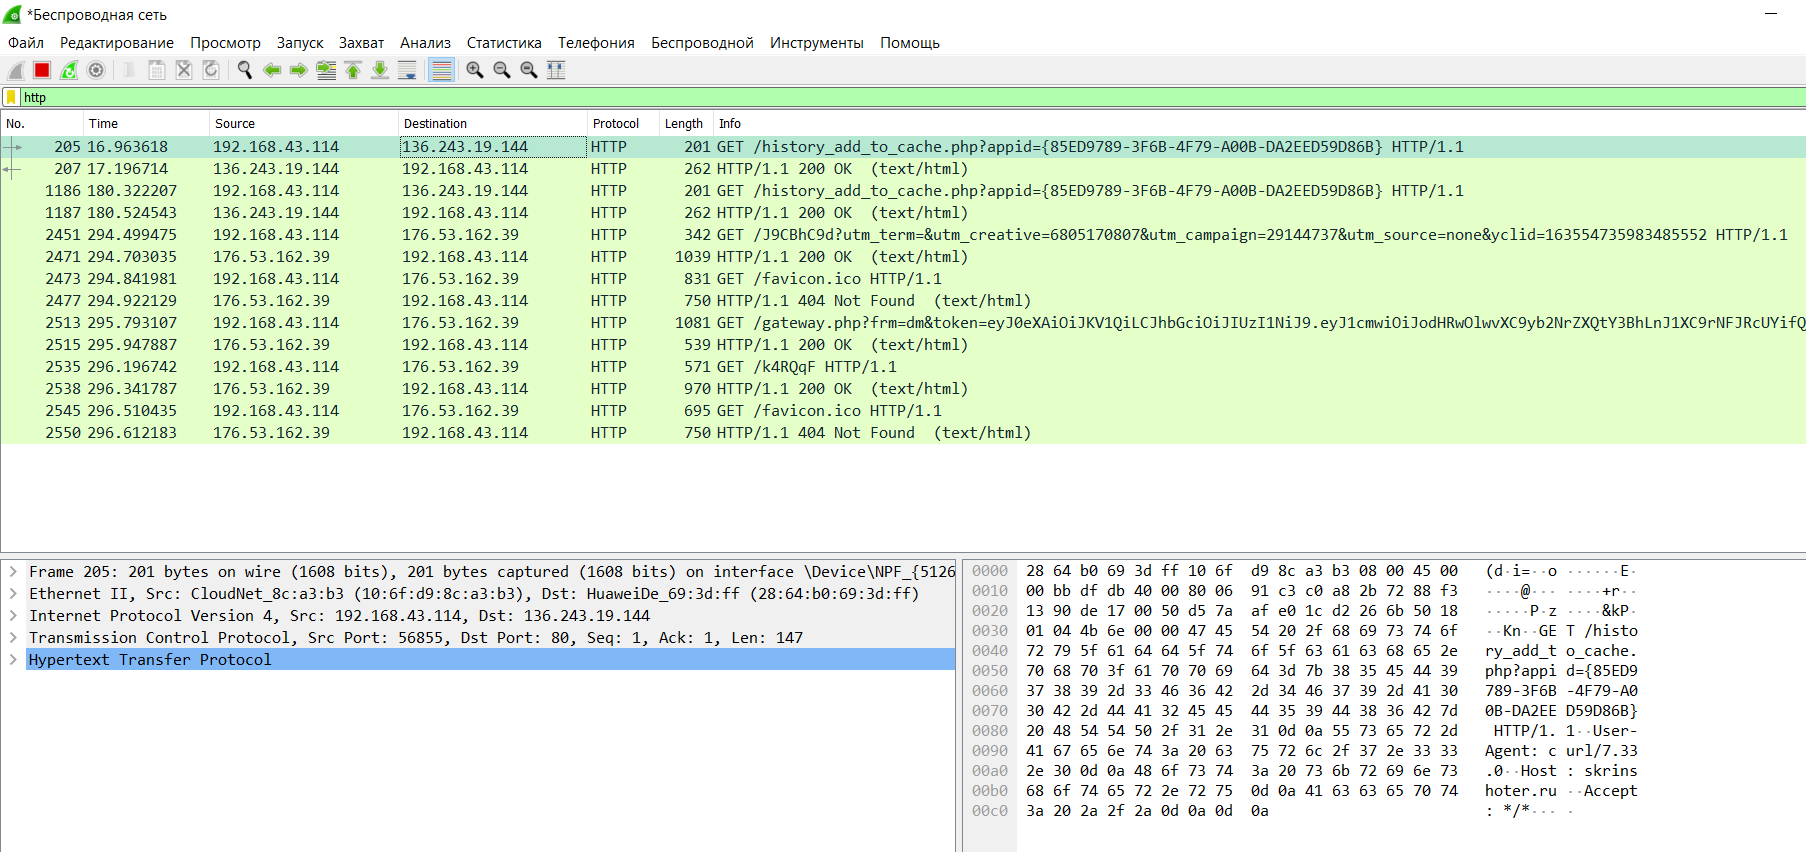 *Беспроводная сеть
Файл Редактирование Просмотр Запуск Захват Анализ Статистика Телефония Беспроводной Инструменты Помощь
http
No. Time Source Destination Protocol Length Info
205 16.963618 192.168.43.114 136.243.19.144 HTTP 201 GET /history_add_to_cache.php?appid={85ED9789-3F6B-4F79-A00B-DA2EED59D86B} HTTP/1.1
207 17.196714 136.243.19.144 192.168.43.114 HTTP 262 HTTP/1.1 200 OK (text/html)
1186 180.322207 192.168.43.114 136.243.19.144 HTTP 201 GET /history_add_to_cache.php?appid={85ED9789-3F6B-4F79-A00B-DA2EED59D86B} HTTP/1.1
1187 180.524543 136.243.19.144 192.168.43.114 HTTP 262 HTTP/1.1 200 OK (text/html)
2451 294.499475 192.168.43.114 176.53.162.39 HTTP 342 GET /J9CBhC9d?utm_term=&utm_creative=6805170807&utm_campaign=29144737&utm_source=none&yclid=163554735983485552 HTTP/1.1
2471 294.703035 176.53.162.39 192.168.43.114 HTTP 1039 HTTP/1.1 200 OK (text/html)
2473 294.841981 192.168.43.114 176.53.162.39 HTTP 831 GET /favicon.ico HTTP/1.1
2477 294.922129 176.53.162.39 192.168.43.114 HTTP 750 HTTP/1.1 404 Not Found (text/html)
2513 295.793107 192.168.43.114 176.53.162.39 HTTP 1081 GET /gateway.php?frm=dm&token=eyJ0eXAiOiJKV1QiLCJhbGciOiJIUzI1NiJ9.eyJ1cmwiOiJodHRwOlwvXC9yb2NrZXQtY3BhLnJ1XC9rNFJRcUYifQ
2515 295.947887 176.53.162.39 192.168.43.114 HTTP 539 HTTP/1.1 200 OK (text/html)
2535 296.196742 192.168.43.114 176.53.162.39 HTTP 571 GET /k4RQqF HTTP/1.1
2538 296.341787 176.53.162.39 192.168.43.114 HTTP 970 HTTP/1.1 200 OK (text/html)
2545 296.510435 192.168.43.114 176.53.162.39 HTTP 695 GET /favicon.ico HTTP/1.1
2550 296.612183 176.53.162.39 192.168.43.114 HTTP 750 HTTP/1.1 404 Not Found (text/html)
Frame 205: 201 bytes on wire (1608 bits), 201 bytes captured (1608 bits) on interface \Device\NPF_{5126
Ethernet II, Src: CloudNet_8c:a3:b3 (10:6f:d9:8c:a3:b3), Dst: HuaweiDe_69:3d:ff (28:64:b0:69:3d:ff)
Internet Protocol Version 4, Src: 192.168.43.114, Dst: 136.243.19.144
Transmission Control Protocol, Src Port: 56855, Dst Port: 80, Seq: 1, Ack: 1, Len: 147
Hypertext Transfer Protocol
0000 28 64 b0 69 3d ff 10 6f d9 8c a3 b3 08 00 45 00 (d·i=··o ······E·
0010 00 bb df db 40 00 80 06 91 c3 c0 a8 2b 72 88 f3 ····@··· ····+r··
0020 13 90 de 17 00 50 d5 7a af e0 1c d2 26 6b 50 18 ·····P·z ····&kP·
0030 01 04 4b 6e 00 00 47 45 54 20 2f 68 69 73 74 6f ··Kn··GE T /histo
0040 72 79 5f 61 64 64 5f 74 6f 5f 63 61 63 68 65 2e ry_add_t o_cache.
0050 70 68 70 3f 61 70 70 69 64 3d 7b 38 35 45 44 39 php?appi d={85ED9
0060 37 38 39 2d 33 46 36 42 2d 34 46 37 39 2d 41 30 789-3F6B -4F79-A0
0070 30 42 2d 44 41 32 45 45 44 35 39 44 38 36 42 7d 0B-DA2EE D59D86B}
0080 20 48 54 54 50 2f 31 2e 31 0d 0a 55 73 65 72 2d HTTP/1. 1··User-
0090 41 67 65 6e 74 3a 20 63 75 72 6c 2f 37 2e 33 33 Agent: c url/7.33
00a0 2e 30 0d 0a 48 6f 73 74 3a 20 73 6b 72 69 6e 73 .0··Host : skrins
00b0 68 6f 74 65 72 2e 72 75 0d 0a 41 63 63 65 70 74 hoter.ru ··Accept
00c0 3a 20 2a 2f 2a 0d 0a 0d 0a : */*··· ·